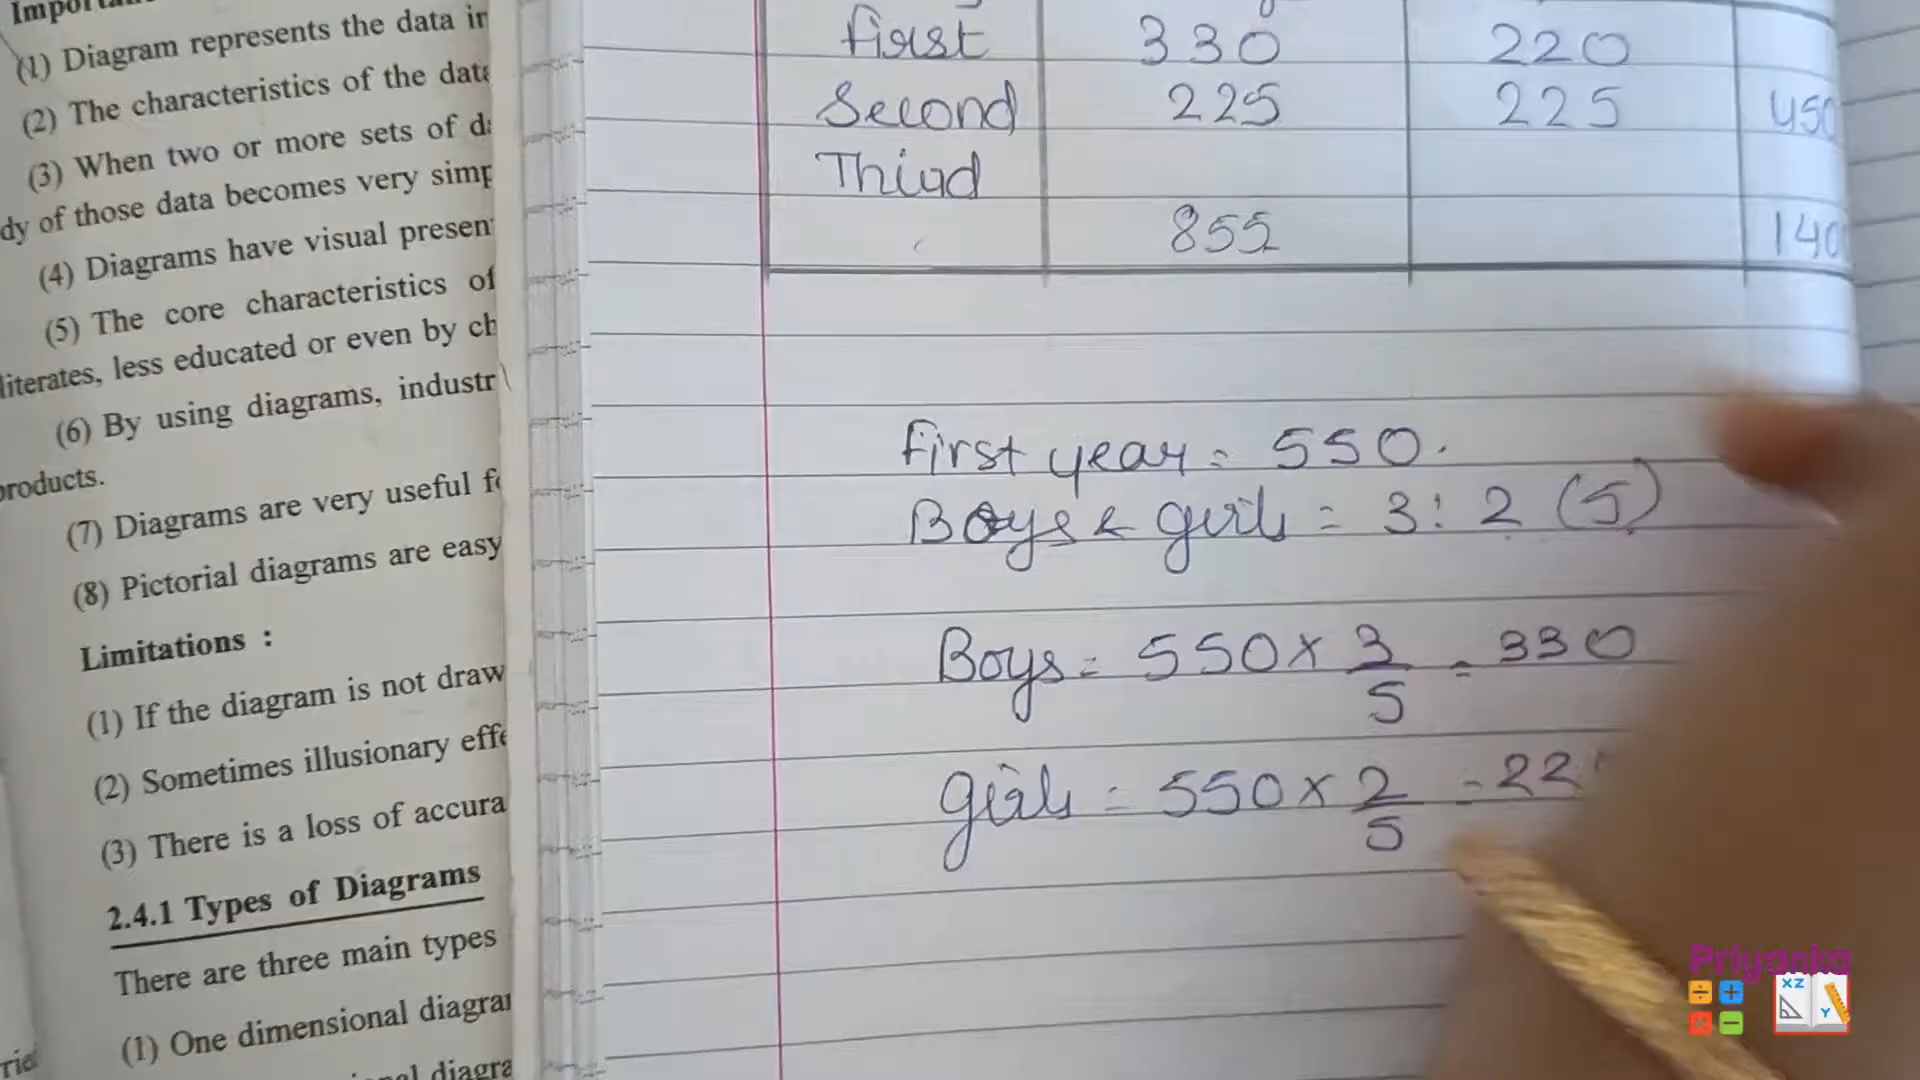 (1) Diagram represents the data in
(2) The characteristics of the data
(3) When two or more sets of
dy of those data becomes very simp
(4) Diagrams have visual presen
(5) The core characteristics of
literates, less educated or even by ch
(6) By using diagrams, industr
products.
(7) Diagrams are very useful f
(8) Pictorial diagrams are easy
Limitations :
(1) If the diagram is not draw
(2) Sometimes illusionary effe
(3) There is a loss of accura
2.4.1 Types of Diagrams
There are three main types
(1) One dimensional diagra
nal diagra
First 330 220
Second 225 225 450
Third
855 140
First year = 550.
Boys & girls = 3 : 2 (5)
Boys = 550 × 3/5 = 330
girls = 550 × 2/5 = 22
Priyanka
XZ
Y